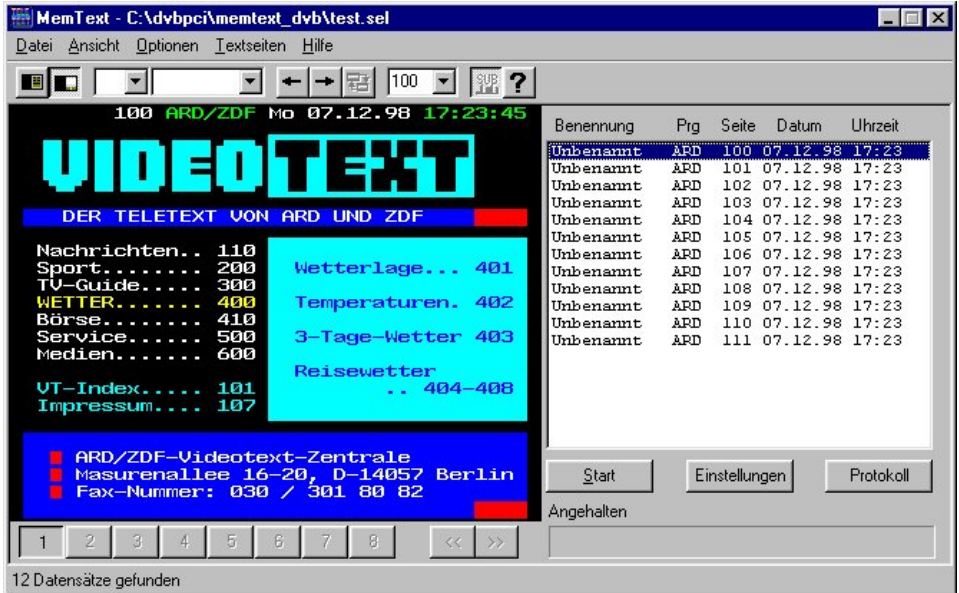 MemText - C:\dvbpci\memtext_dvb\test.sel
Datei Ansicht Optionen Textseiten Hilfe
100 SUB ?
100 ARD/ZDF Mo 07.12.98 17:23:45
VIDEOTEXT
DER TELETEXT VON ARD UND ZDF
Nachrichten.. 110
Sport........ 200
TV-Guide..... 300
WETTER....... 400
Börse........ 410
Service...... 500
Medien....... 600
VT-Index..... 101
Impressum.... 107
Wetterlage... 401
Temperaturen. 402
3-Tage-Wetter 403
Reisewetter
.. 404-408
ARD/ZDF-Videotext-Zentrale
Masurenallee 16-20, D-14057 Berlin
Fax-Nummer: 030 / 301 80 82
1 2 3 4 5 6 7 8 << >>
Benennung Prg Seite Datum Uhrzeit
Unbenannt ARD 100 07.12.98 17:23
Unbenannt ARD 101 07.12.98 17:23
Unbenannt ARD 102 07.12.98 17:23
Unbenannt ARD 103 07.12.98 17:23
Unbenannt ARD 104 07.12.98 17:23
Unbenannt ARD 105 07.12.98 17:23
Unbenannt ARD 106 07.12.98 17:23
Unbenannt ARD 107 07.12.98 17:23
Unbenannt ARD 108 07.12.98 17:23
Unbenannt ARD 109 07.12.98 17:23
Unbenannt ARD 110 07.12.98 17:23
Unbenannt ARD 111 07.12.98 17:23
Start Einstellungen Protokoll
Angehalten
12 Datensätze gefunden